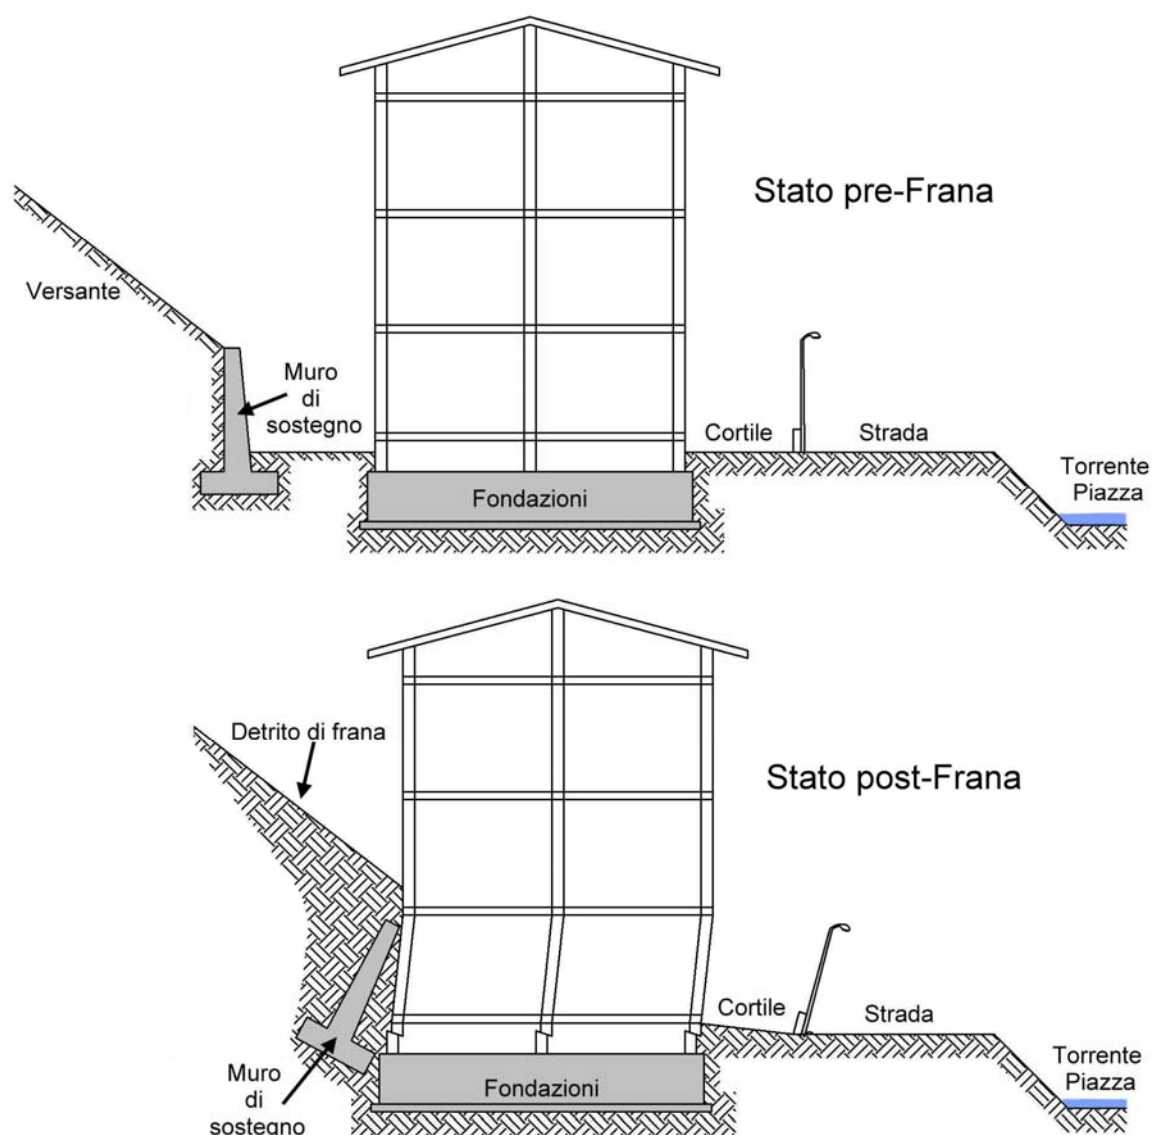 Stato pre-Frana
Versante
Muro
di
sostegno
Cortile
Strada
Torrente
Piazza
Fondazioni
Detrito di frana
Stato post-Frana
Cortile
Strada
Torrente
Piazza
Muro
di
sostegno
Fondazioni